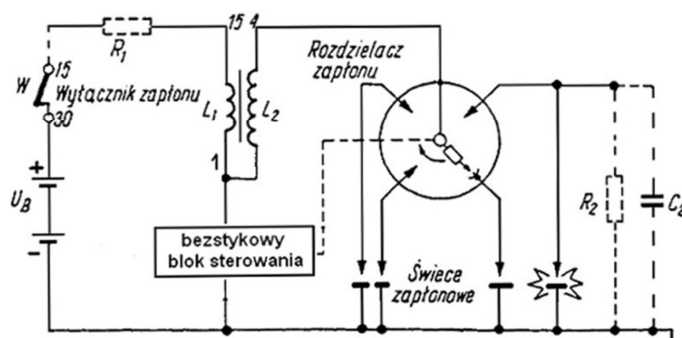 R1
15 4
Rozdzielacz
zapłonu
15
W Wyłącznik zapłonu
30
L1
L2
1
+
UB
-
bezstykowy
blok sterowania
Świece
zapłonowe
R2
C2